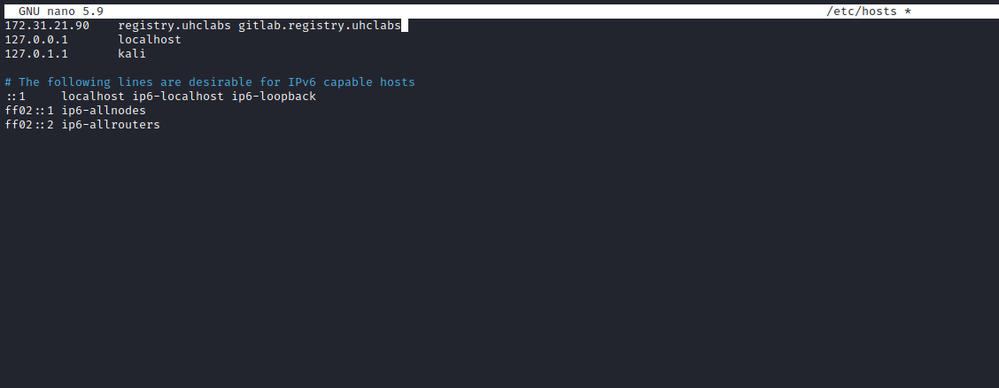 GNU nano 5.9 /etc/hosts *
172.31.21.90 registry.uhclabs gitlab.registry.uhclabs
127.0.0.1 localhost
127.0.1.1 kali
# The following lines are desirable for IPv6 capable hosts
::1 localhost ip6-localhost ip6-loopback
ff02::1 ip6-allnodes
ff02::2 ip6-allrouters